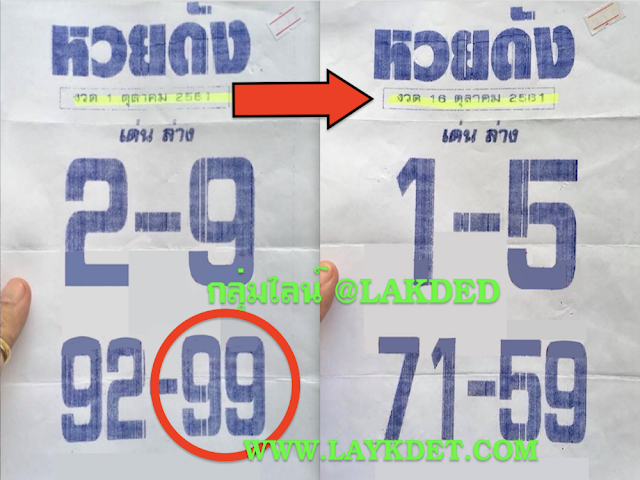 หวยดัง
งวด 1 ตุลาคม 2561
เด่น ล่าง
2-9
92-99
หวยดัง
งวด 16 ตุลาคม 2561
เด่น ล่าง
1-5
71-59
กลุ่มไลน์ @LAKDED
WWW.LAYKDET.COM